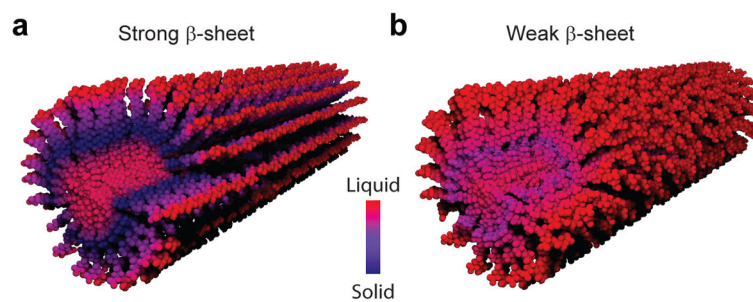 a
Strong β-sheet
b
Weak β-sheet
Liquid
Solid